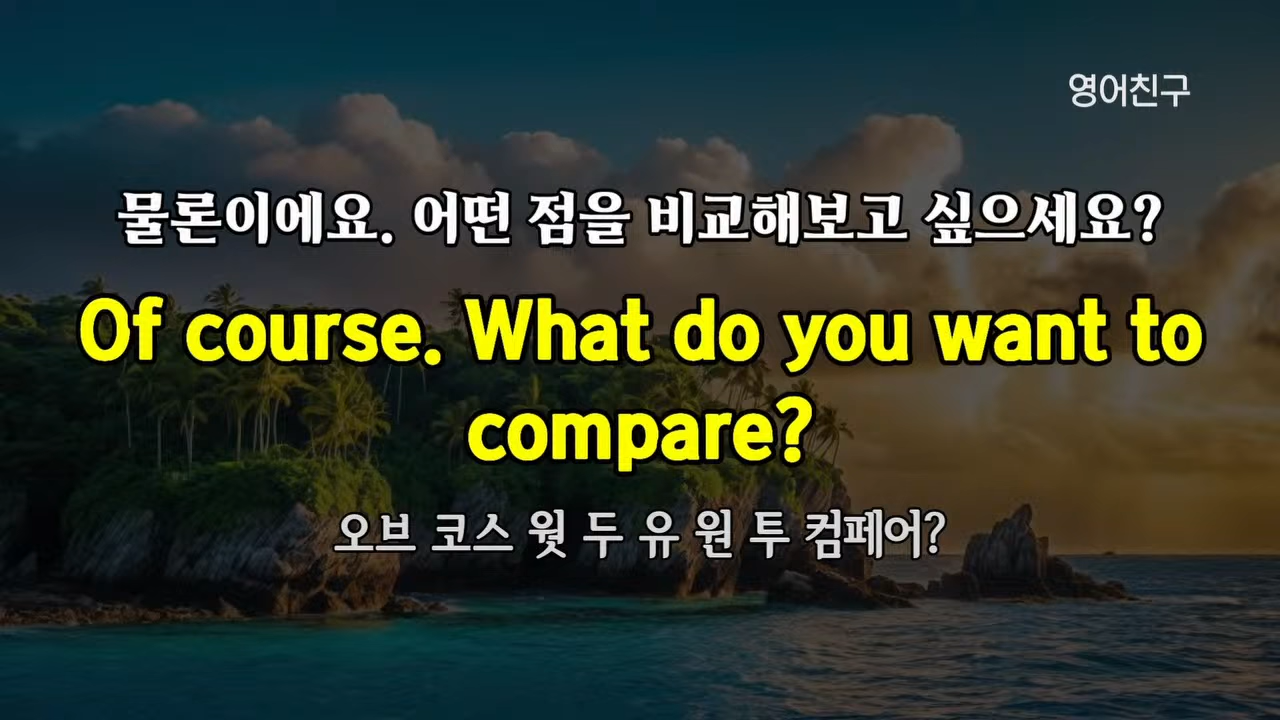 영어친구
물론이에요. 어떤 점을 비교해보고 싶으세요?
Of course. What do you want to
compare?
오브 코스 웟 두 유 원 투 컴페어?